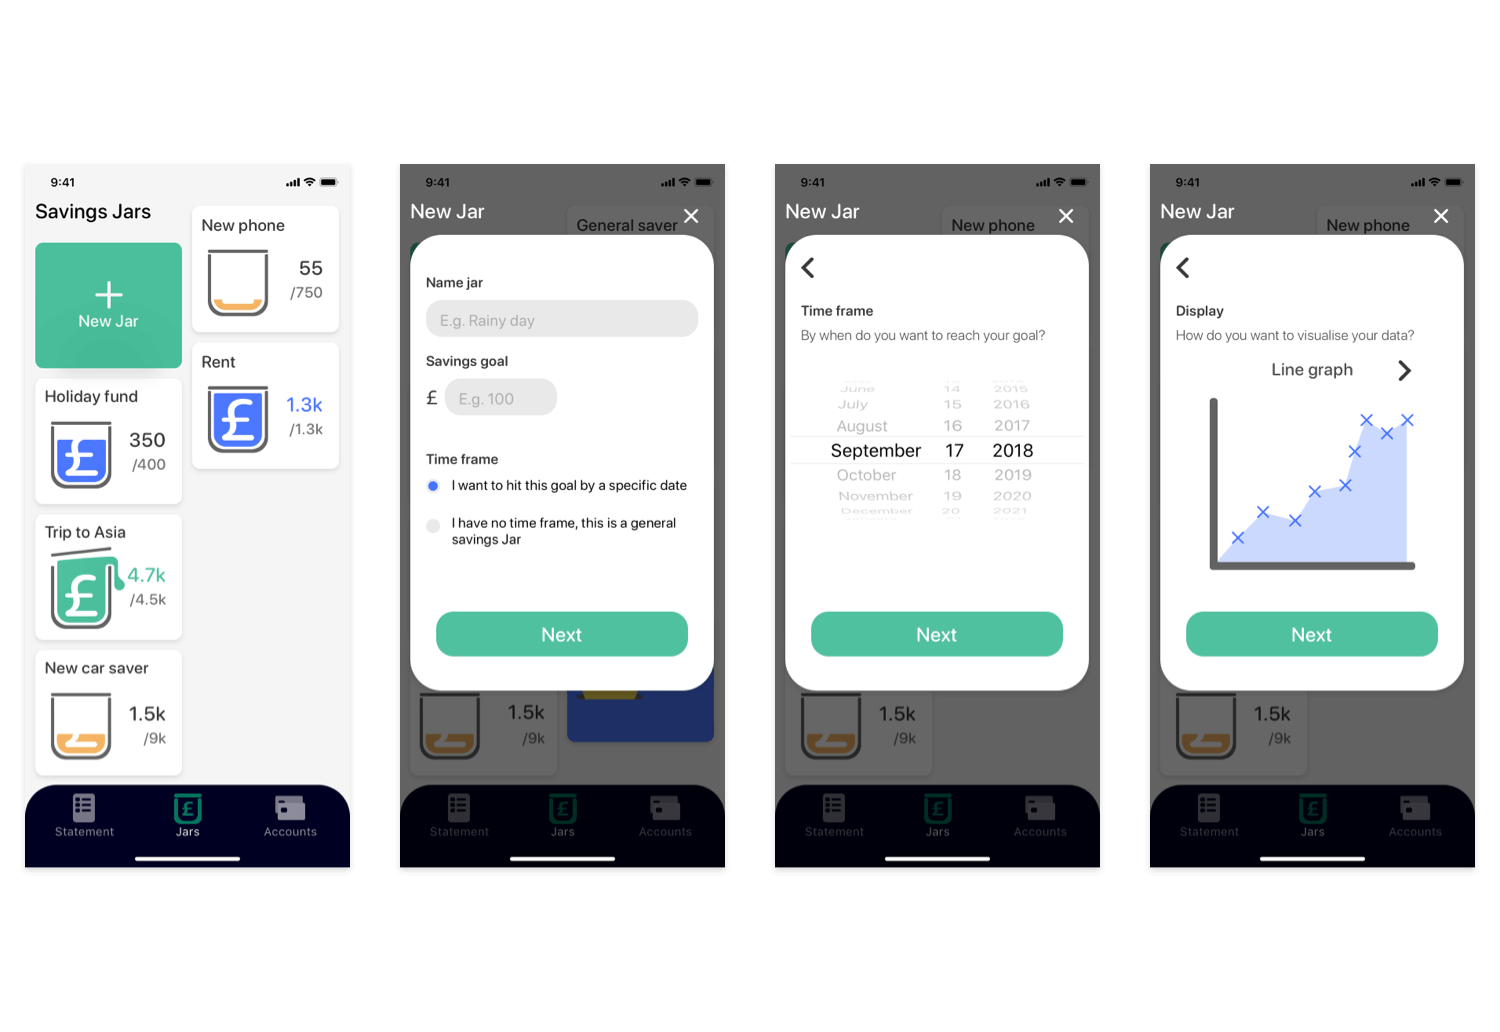 9:41
Savings Jars
New Jar
New phone
55
/750
Rent
£
1.3k
/1.3k
Holiday fund
£
350
/400
Trip to Asia
£
4.7k
/4.5k
New car saver
1.5k
/9k
Statement
£
Jars
Accounts
9:41
New Jar
General saver
Name jar
E.g. Rainy day
Savings goal
£ E.g. 100
Time frame
I want to hit this goal by a specific date
I have no time frame, this is a general
savings Jar
Next
1.5k
/9k
Statement
£
Jars
Accounts
9:41
New Jar
New phone
Time frame
By when do you want to reach your goal?
June 14 2015
July 15 2016
August 16 2017
September 17 2018
October 18 2019
November 19 2020
December 20 2021
Next
1.5k
/9k
Statement
£
Jars
Accounts
9:41
New Jar
New phone
Display
How do you want to visualise your data?
Line graph
Next
1.5k
/9k
Statement
£
Jars
Accounts